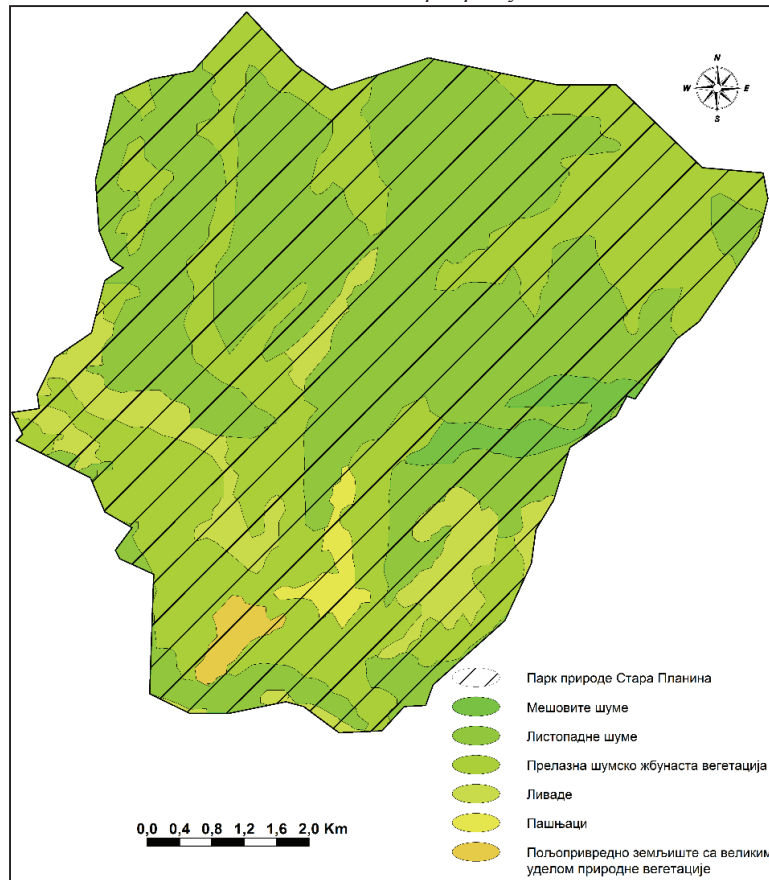 N
W E
S
Парк природе Стара Планина
Мешовите шуме
Листопадне шуме
Прелазна шумско жбунаста вегетација
Ливаде
Пашњаци
Пољопривредно земљиште са великим
уделом природне вегетације
0,0 0,4 0,8 1,2 1,6 2,0 Km